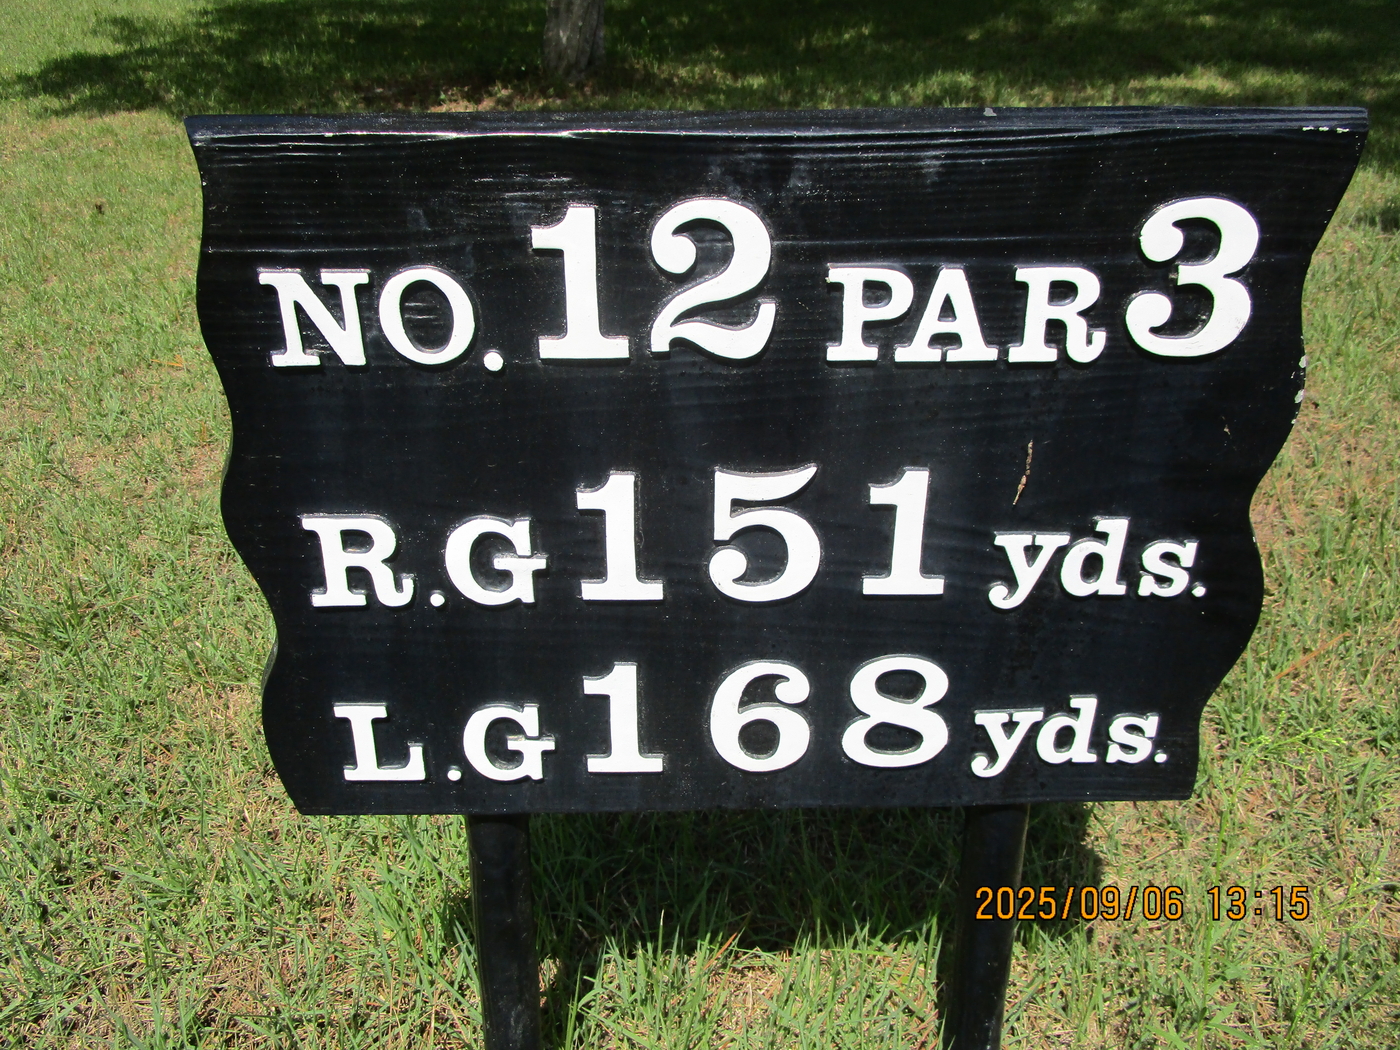 NO. 12 PAR 3
R.G 151 yds.
L.G 168 yds.
2025/09/06 13:15